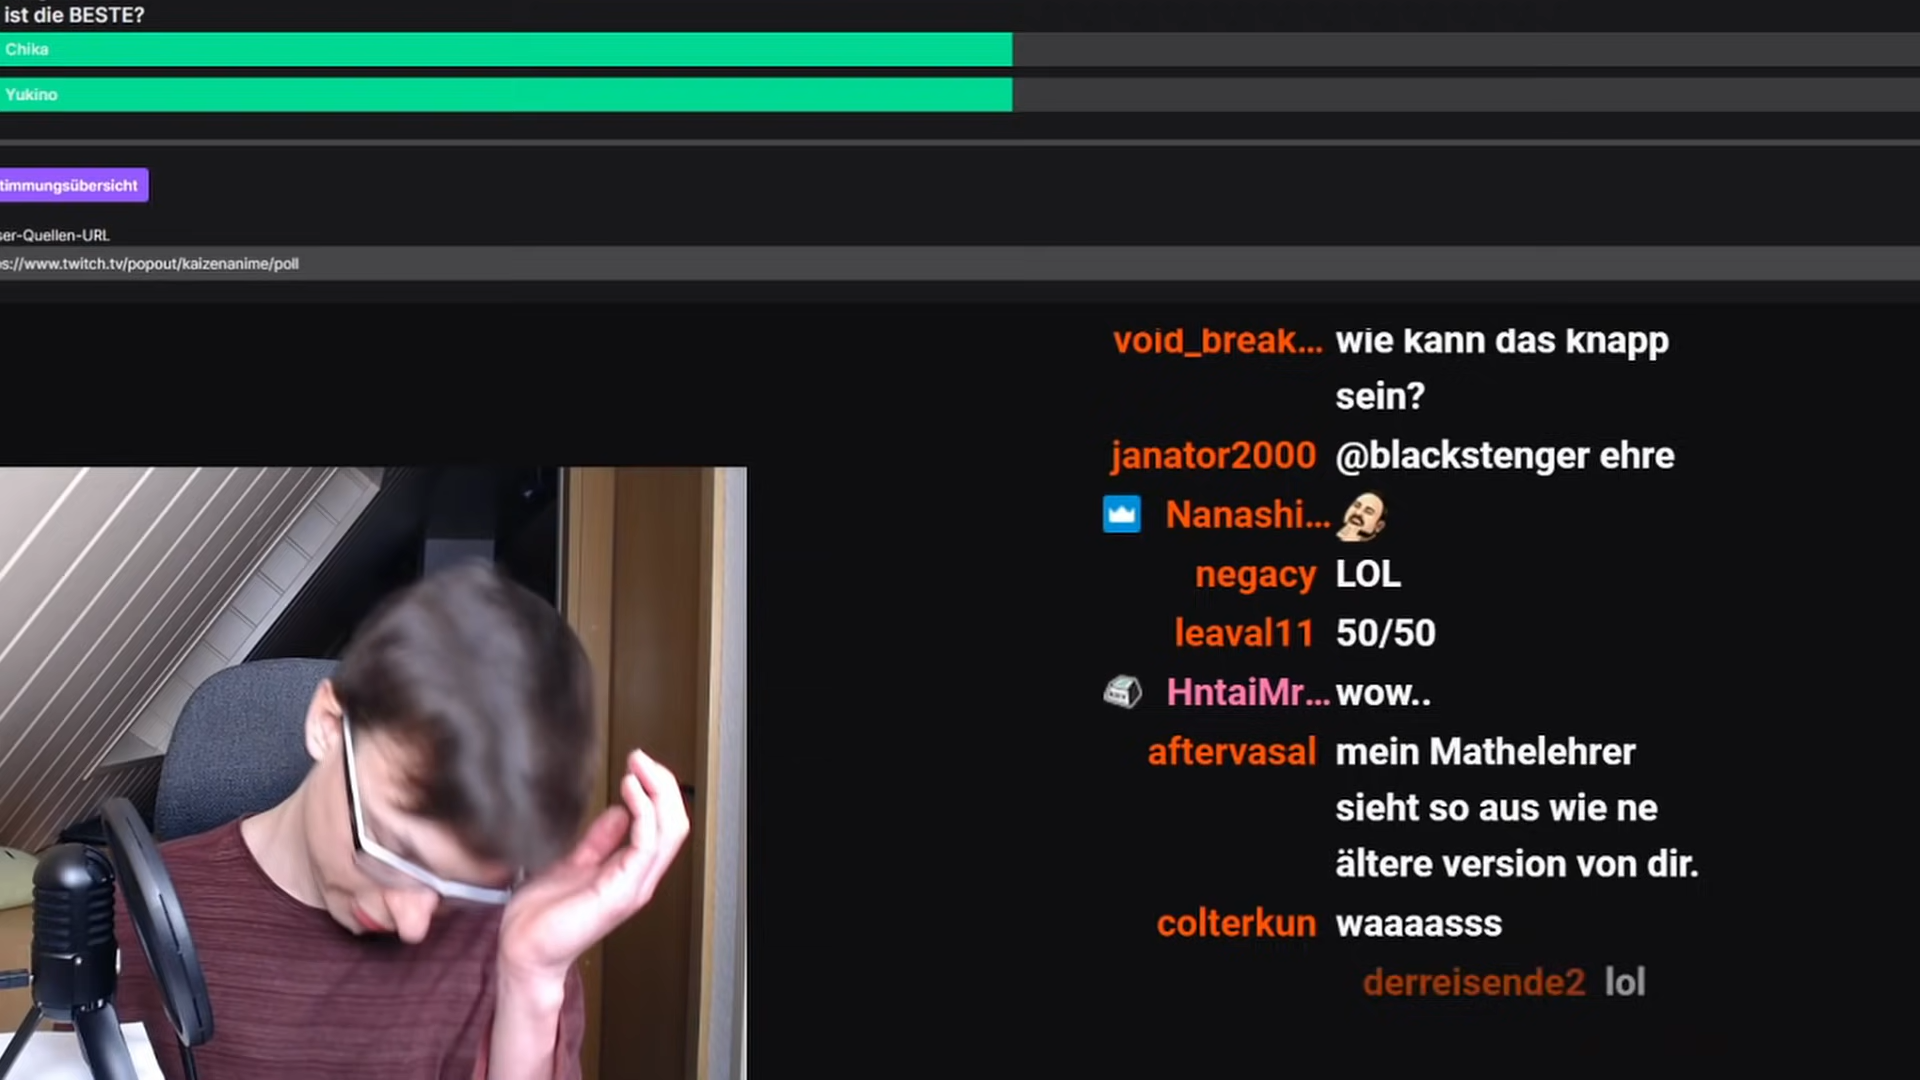 ist die BESTE?
Chika
Yukino
timmungsübersicht
ser-Quellen-URL
ps://www.twitch.tv/popout/kaizenanime/poll
void_break... wie kann das knapp
sein?
janator2000 @blackstenger ehre
Nanashi...
negacy LOL
leaval11 50/50
HntaiMr... wow..
aftervasal mein Mathelehrer
sieht so aus wie ne
ältere version von dir.
colterkun waaaasss
derreisende2 lol